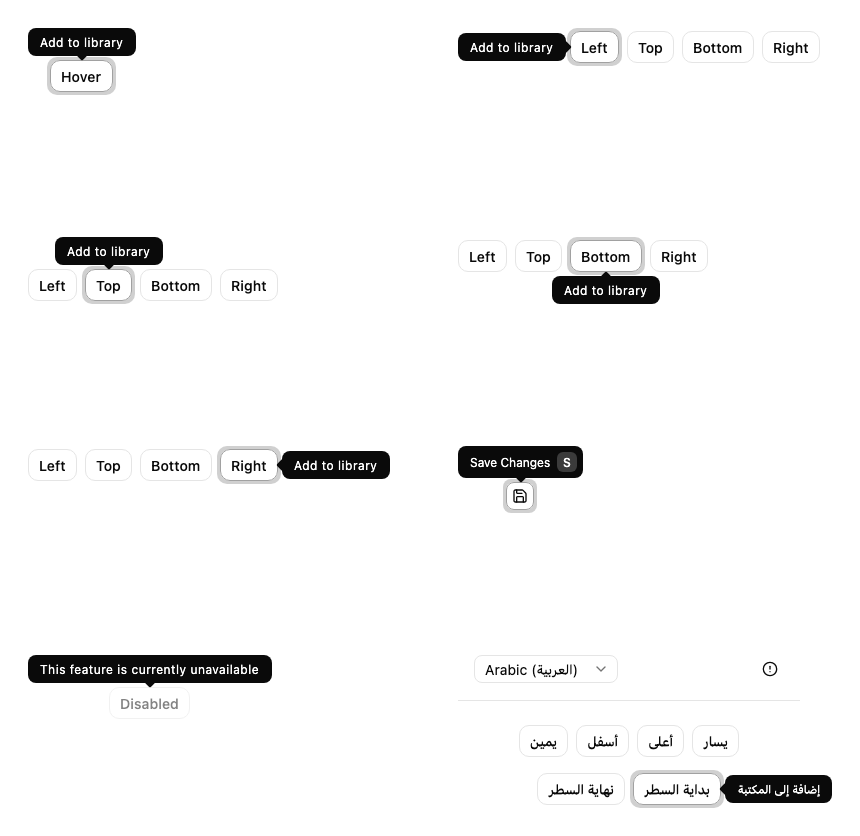 Add to library
Hover
Add to library Left Top Bottom Right
Add to library
Left Top Bottom Right
Left Top Bottom Right
Add to library
Left Top Bottom Right Add to library
Save Changes S
This feature is currently unavailable
Disabled
Arabic (العربية)
يسار أعلى أسفل يمين
إضافة إلى المكتبة بداية السطر نهاية السطر